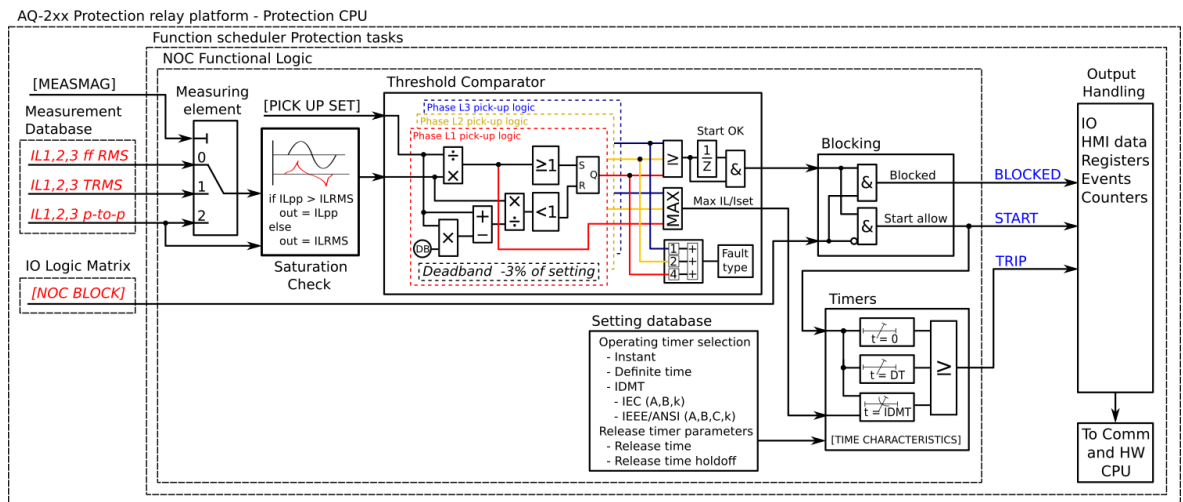 AQ-2xx Protection relay platform - Protection CPU
Function scheduler Protection tasks
NOC Functional Logic
[MEASMAG]
Measurement
Database
IL1,2,3 ff RMS
IL1,2,3 TRMS
IL1,2,3 p-to-p
IO Logic Matrix
[NOC BLOCK]
Measuring
element
0
1
2
[PICK UP SET]
if ILpp > ILRMS
out = ILpp
else
out = ILRMS
Saturation
Check
Threshold Comparator
Phase L3 pick-up logic
Phase L2 pick-up logic
Phase L1 pick-up logic
÷
×
≥1
S
Q
R
×
÷
<1
+
−
×
DB
Deadband -3% of setting
≥
Start OK
1
Z
&
MAX
Max IL/Iset
1 +
2 +
4 +
Fault
type
Blocking
&
Blocked
&
Start allow
BLOCKED
START
TRIP
Output
Handling
IO
HMI data
Registers
Events
Counters
To Comm
and HW
CPU
Setting database
Operating timer selection
- Instant
- Definite time
- IDMT
- IEC (A,B,k)
- IEEE/ANSI (A,B,C,k)
Release timer parameters
- Release time
- Release time holdoff
Timers
t = 0
t = DT
t = IDMT
≥
[TIME CHARACTERISTICS]